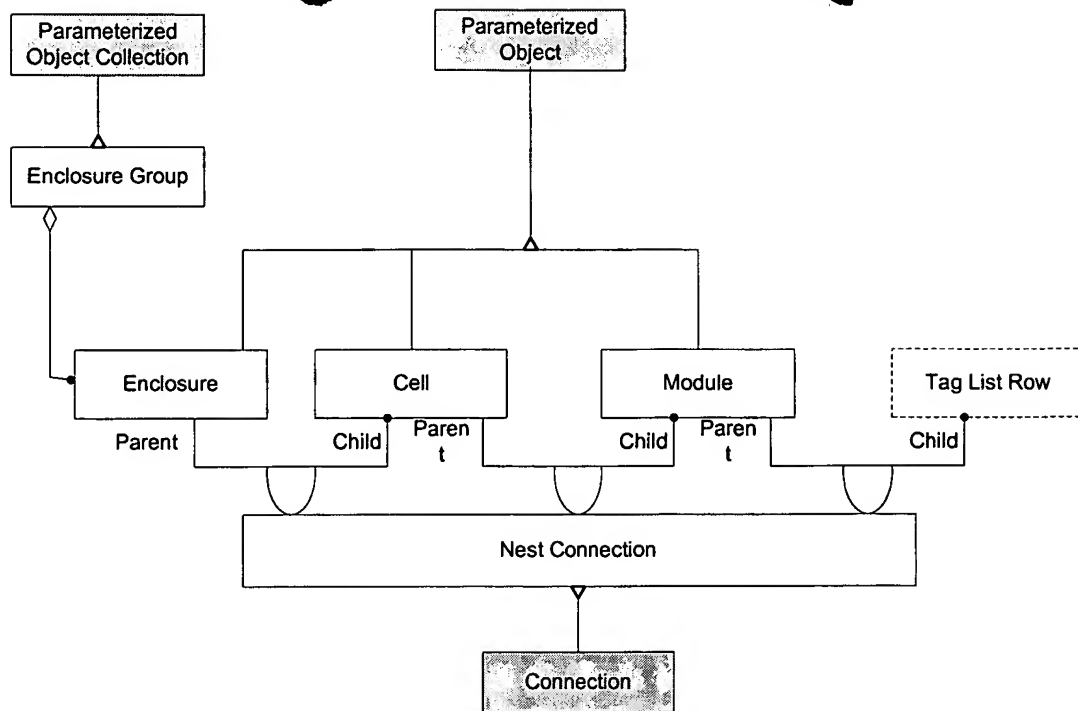 Parameterized
Object Collection
Parameterized
Object
Enclosure Group
Enclosure
Cell
Module
Tag List Row
Parent
Child
Paren
t
Child
Paren
t
Child
Nest Connection
Connection